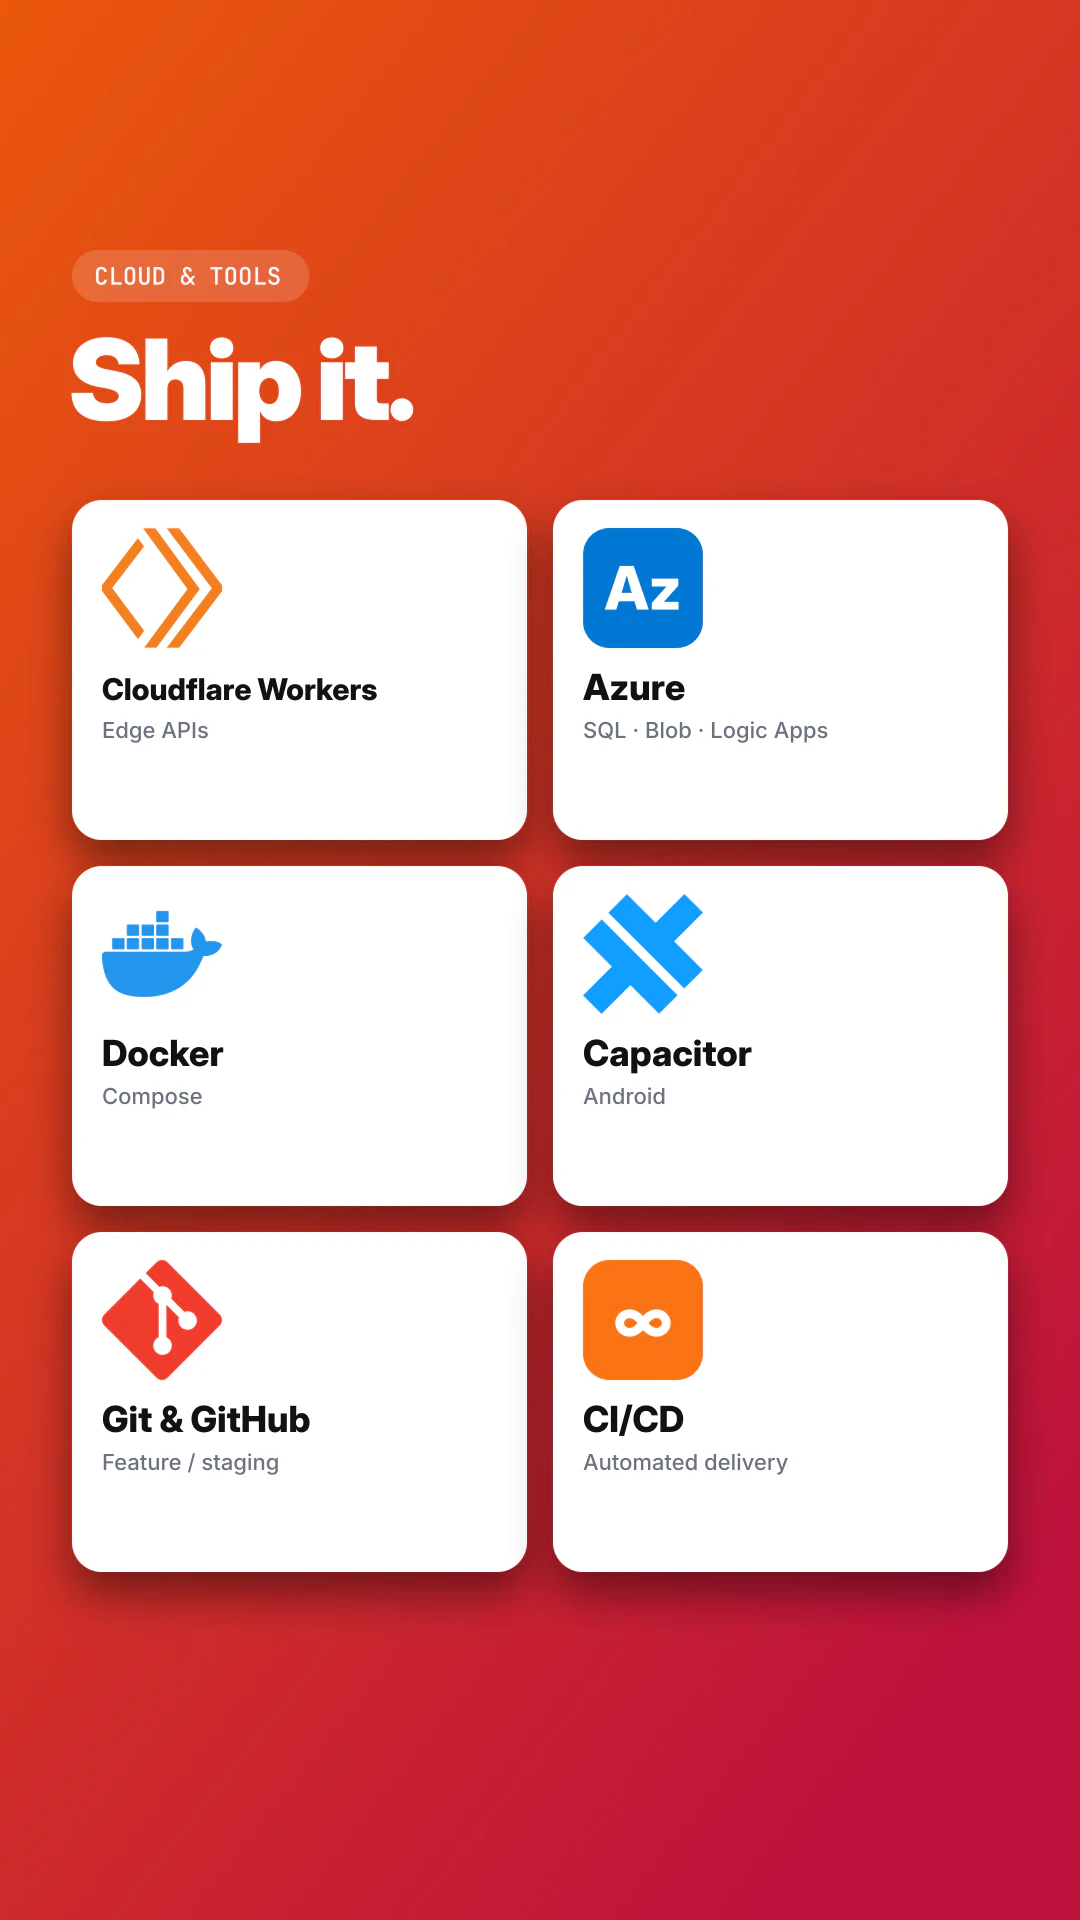 CLOUD & TOOLS
Ship it.
Cloudflare Workers
Edge APIs
Az
Azure
SQL · Blob · Logic Apps
Docker
Compose
Capacitor
Android
Git & GitHub
Feature / staging
∞
CI/CD
Automated delivery